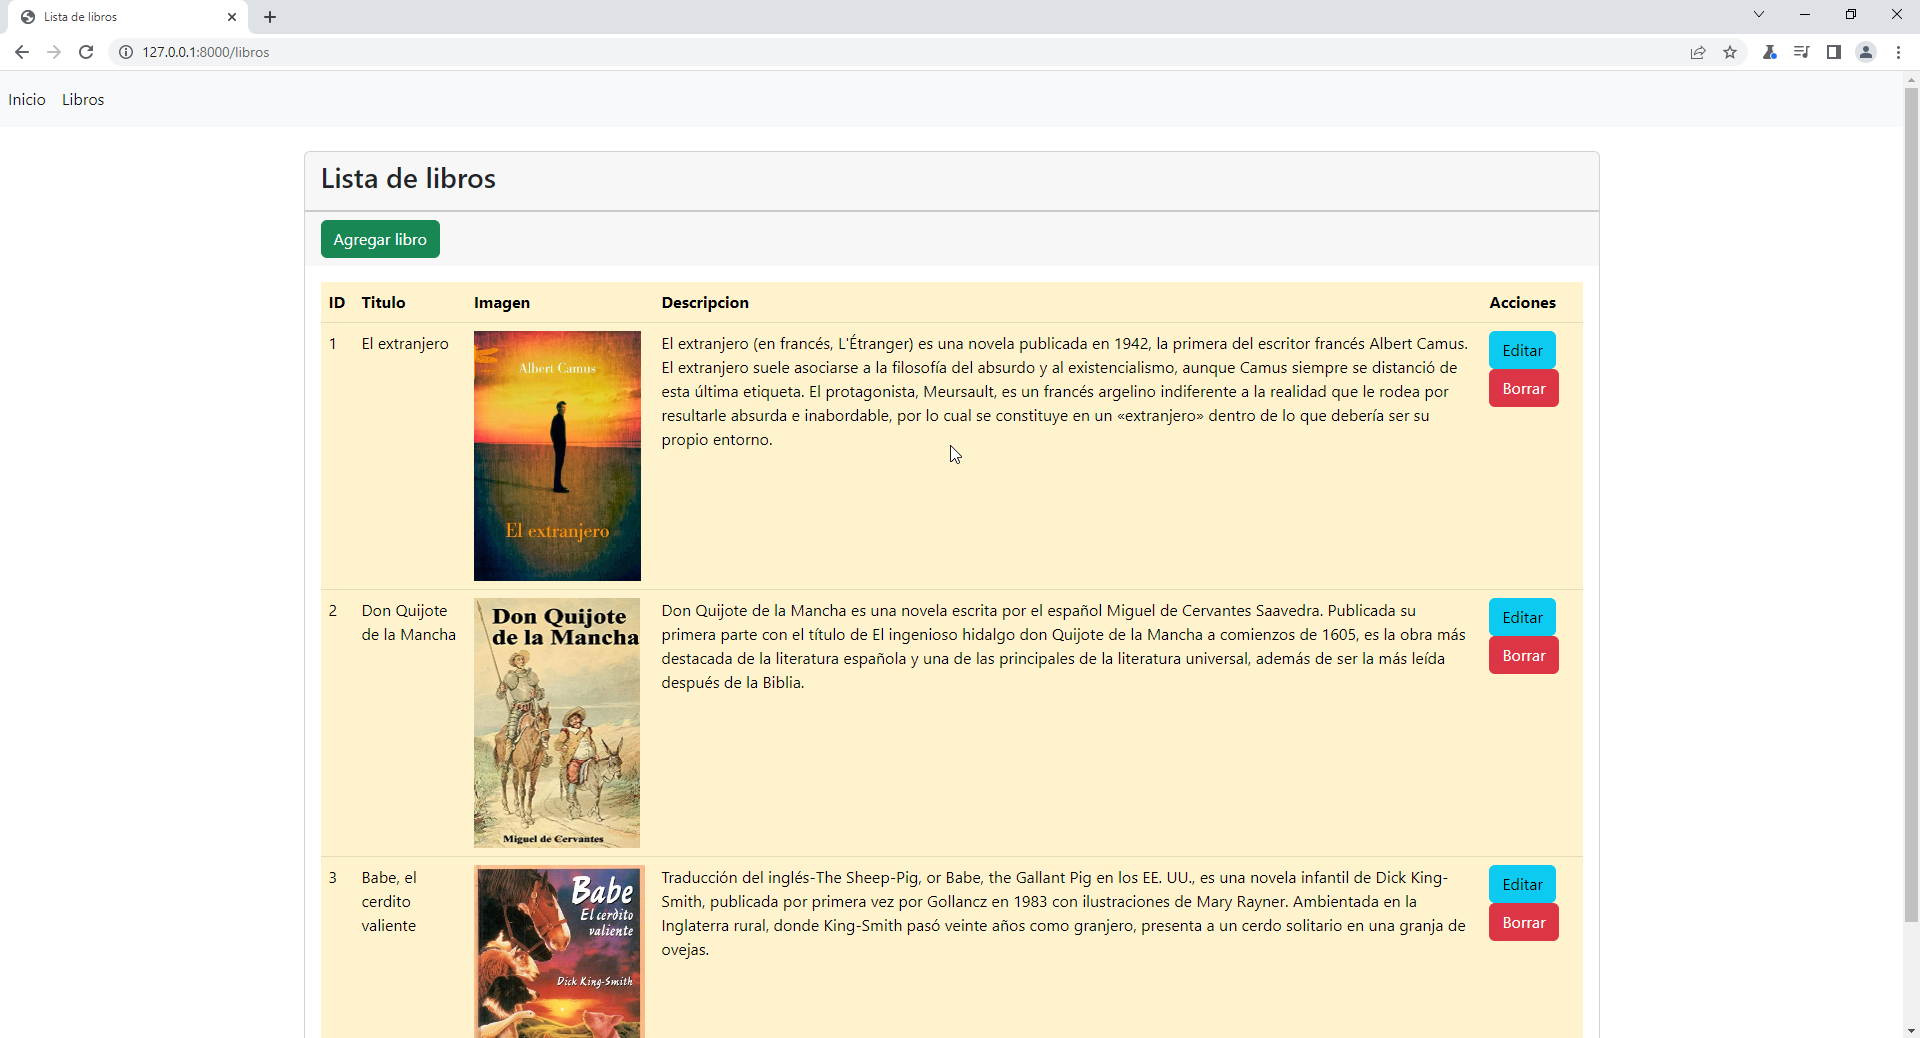 Lista de libros
127.0.0.1:8000/libros
Inicio Libros
Lista de libros
Agregar libro
ID Titulo Imagen Descripcion Acciones
1 El extranjero
Albert Camus
El extranjero
El extranjero (en francés, L'Étranger) es una novela publicada en 1942, la primera del escritor francés Albert Camus.
El extranjero suele asociarse a la filosofía del absurdo y al existencialismo, aunque Camus siempre se distanció de
esta última etiqueta. El protagonista, Meursault, es un francés argelino indiferente a la realidad que le rodea por
resultarle absurda e inabordable, por lo cual se constituye en un «extranjero» dentro de lo que debería ser su
propio entorno.
Editar
Borrar
2 Don Quijote
de la Mancha
Don Quijote
de la Mancha
Miguel de Cervantes
Don Quijote de la Mancha es una novela escrita por el español Miguel de Cervantes Saavedra. Publicada su
primera parte con el título de El ingenioso hidalgo don Quijote de la Mancha a comienzos de 1605, es la obra más
destacada de la literatura española y una de las principales de la literatura universal, además de ser la más leída
después de la Biblia.
Editar
Borrar
3 Babe, el
cerdito
valiente
Babe
El cerdito
valiente
Dick King-Smith
Traducción del inglés-The Sheep-Pig, or Babe, the Gallant Pig en los EE. UU., es una novela infantil de Dick King-
Smith, publicada por primera vez por Gollancz en 1983 con ilustraciones de Mary Rayner. Ambientada en la
Inglaterra rural, donde King-Smith pasó veinte años como granjero, presenta a un cerdo solitario en una granja de
ovejas.
Editar
Borrar